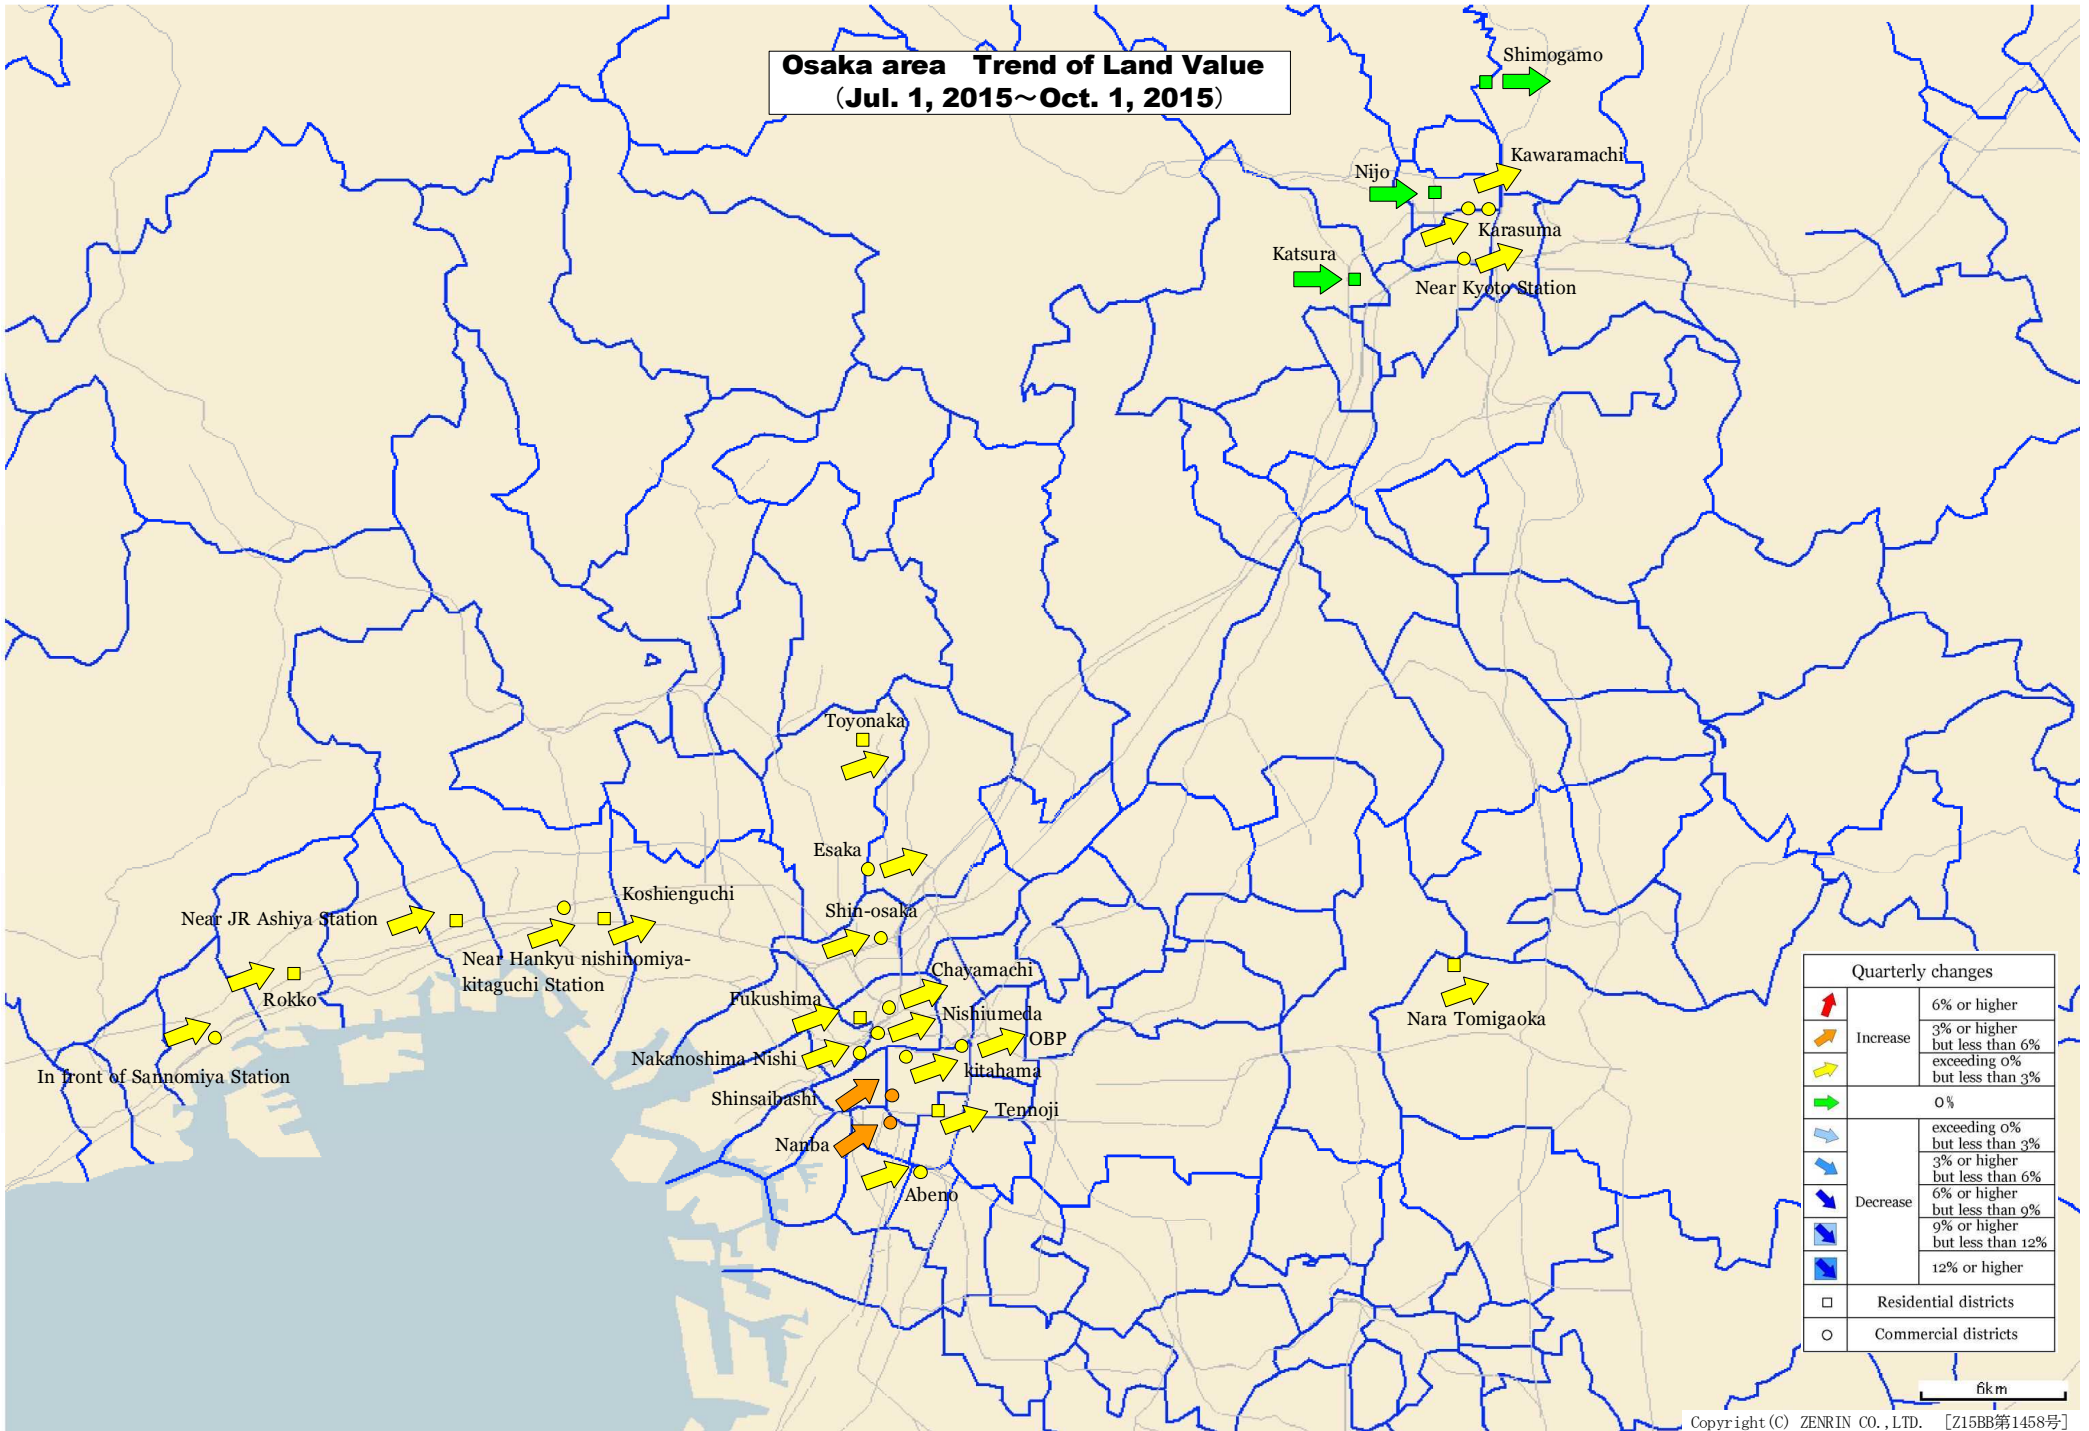 Osaka area Trend of Land Value
(Jul. 1, 2015～Oct. 1, 2015)
Shimogamo
Kawaramachi
Nijo
Karasuma
Katsura
Near Kyoto Station
Toyonaka
Esaka
Koshienguchi
Near JR Ashiya Station
Shin-osaka
Near Hankyu nishinomiya-
kitaguchi Station
Chayamachi
Rokko
Fukushima
Nishiumeda
Nara Tomigaoka
OBP
Nakanoshima Nishi
kitahama
In front of Sannomiya Station
Shinsaibashi
Tennoji
Nanba
Abeno
Quarterly changes
Increase
6% or higher
3% or higher
but less than 6%
exceeding 0%
but less than 3%
0%
Decrease
exceeding 0%
but less than 3%
3% or higher
but less than 6%
6% or higher
but less than 9%
9% or higher
but less than 12%
12% or higher
Residential districts
Commercial districts
6km
Copyright(C) ZENRIN CO.,LTD. [Z15BB第1458号]